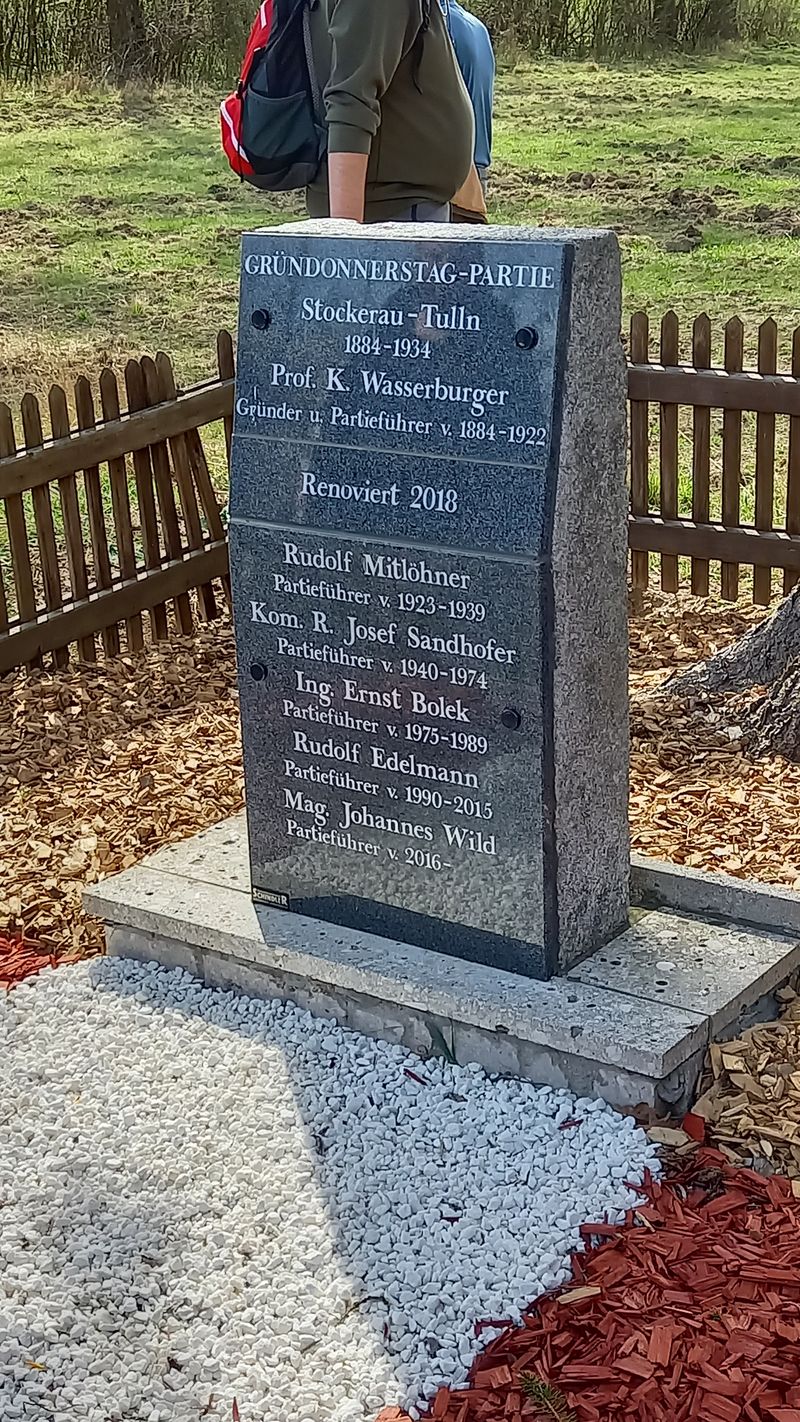 GRÜNDONNERSTAG-PARTIE
Stockerau-Tulln
1884-1934
Prof. K. Wasserburger
Gründer u. Partieführer v. 1884-1922
Renoviert 2018
Rudolf Mitlöhner
Partieführer v. 1923-1939
Kom. R. Josef Sandhofer
Partieführer v. 1940-1974
Ing. Ernst Bolek
Partieführer v. 1975-1989
Rudolf Edelmann
Partieführer v. 1990-2015
Mag. Johannes Wild
Partieführer v. 2016-
SCHINDLER